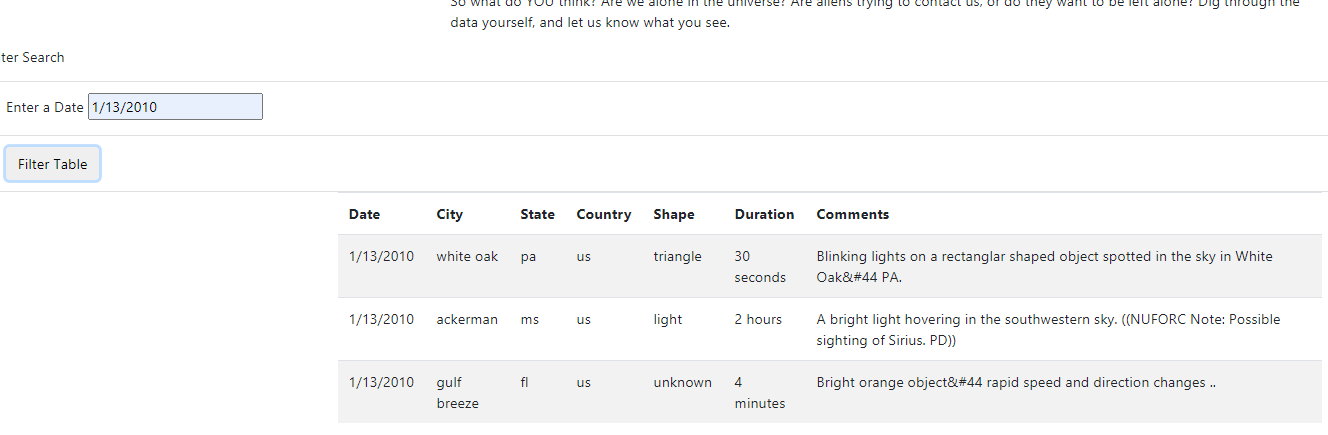 So what do YOU think? Are we alone in the universe? Are aliens trying to contact us, or do they want to be left alone? Dig through the
data yourself, and let us know what you see.
ter Search
Enter a Date 1/13/2010
Filter Table
Date City State Country Shape Duration Comments
1/13/2010 white oak pa us triangle 30 Blinking lights on a rectanglar shaped object spotted in the sky in White
seconds Oak&#44 PA.
1/13/2010 ackerman ms us light 2 hours A bright light hovering in the southwestern sky. ((NUFORC Note: Possible
sighting of Sirius. PD))
1/13/2010 gulf fl us unknown 4 Bright orange object&#44 rapid speed and direction changes ..
breeze minutes